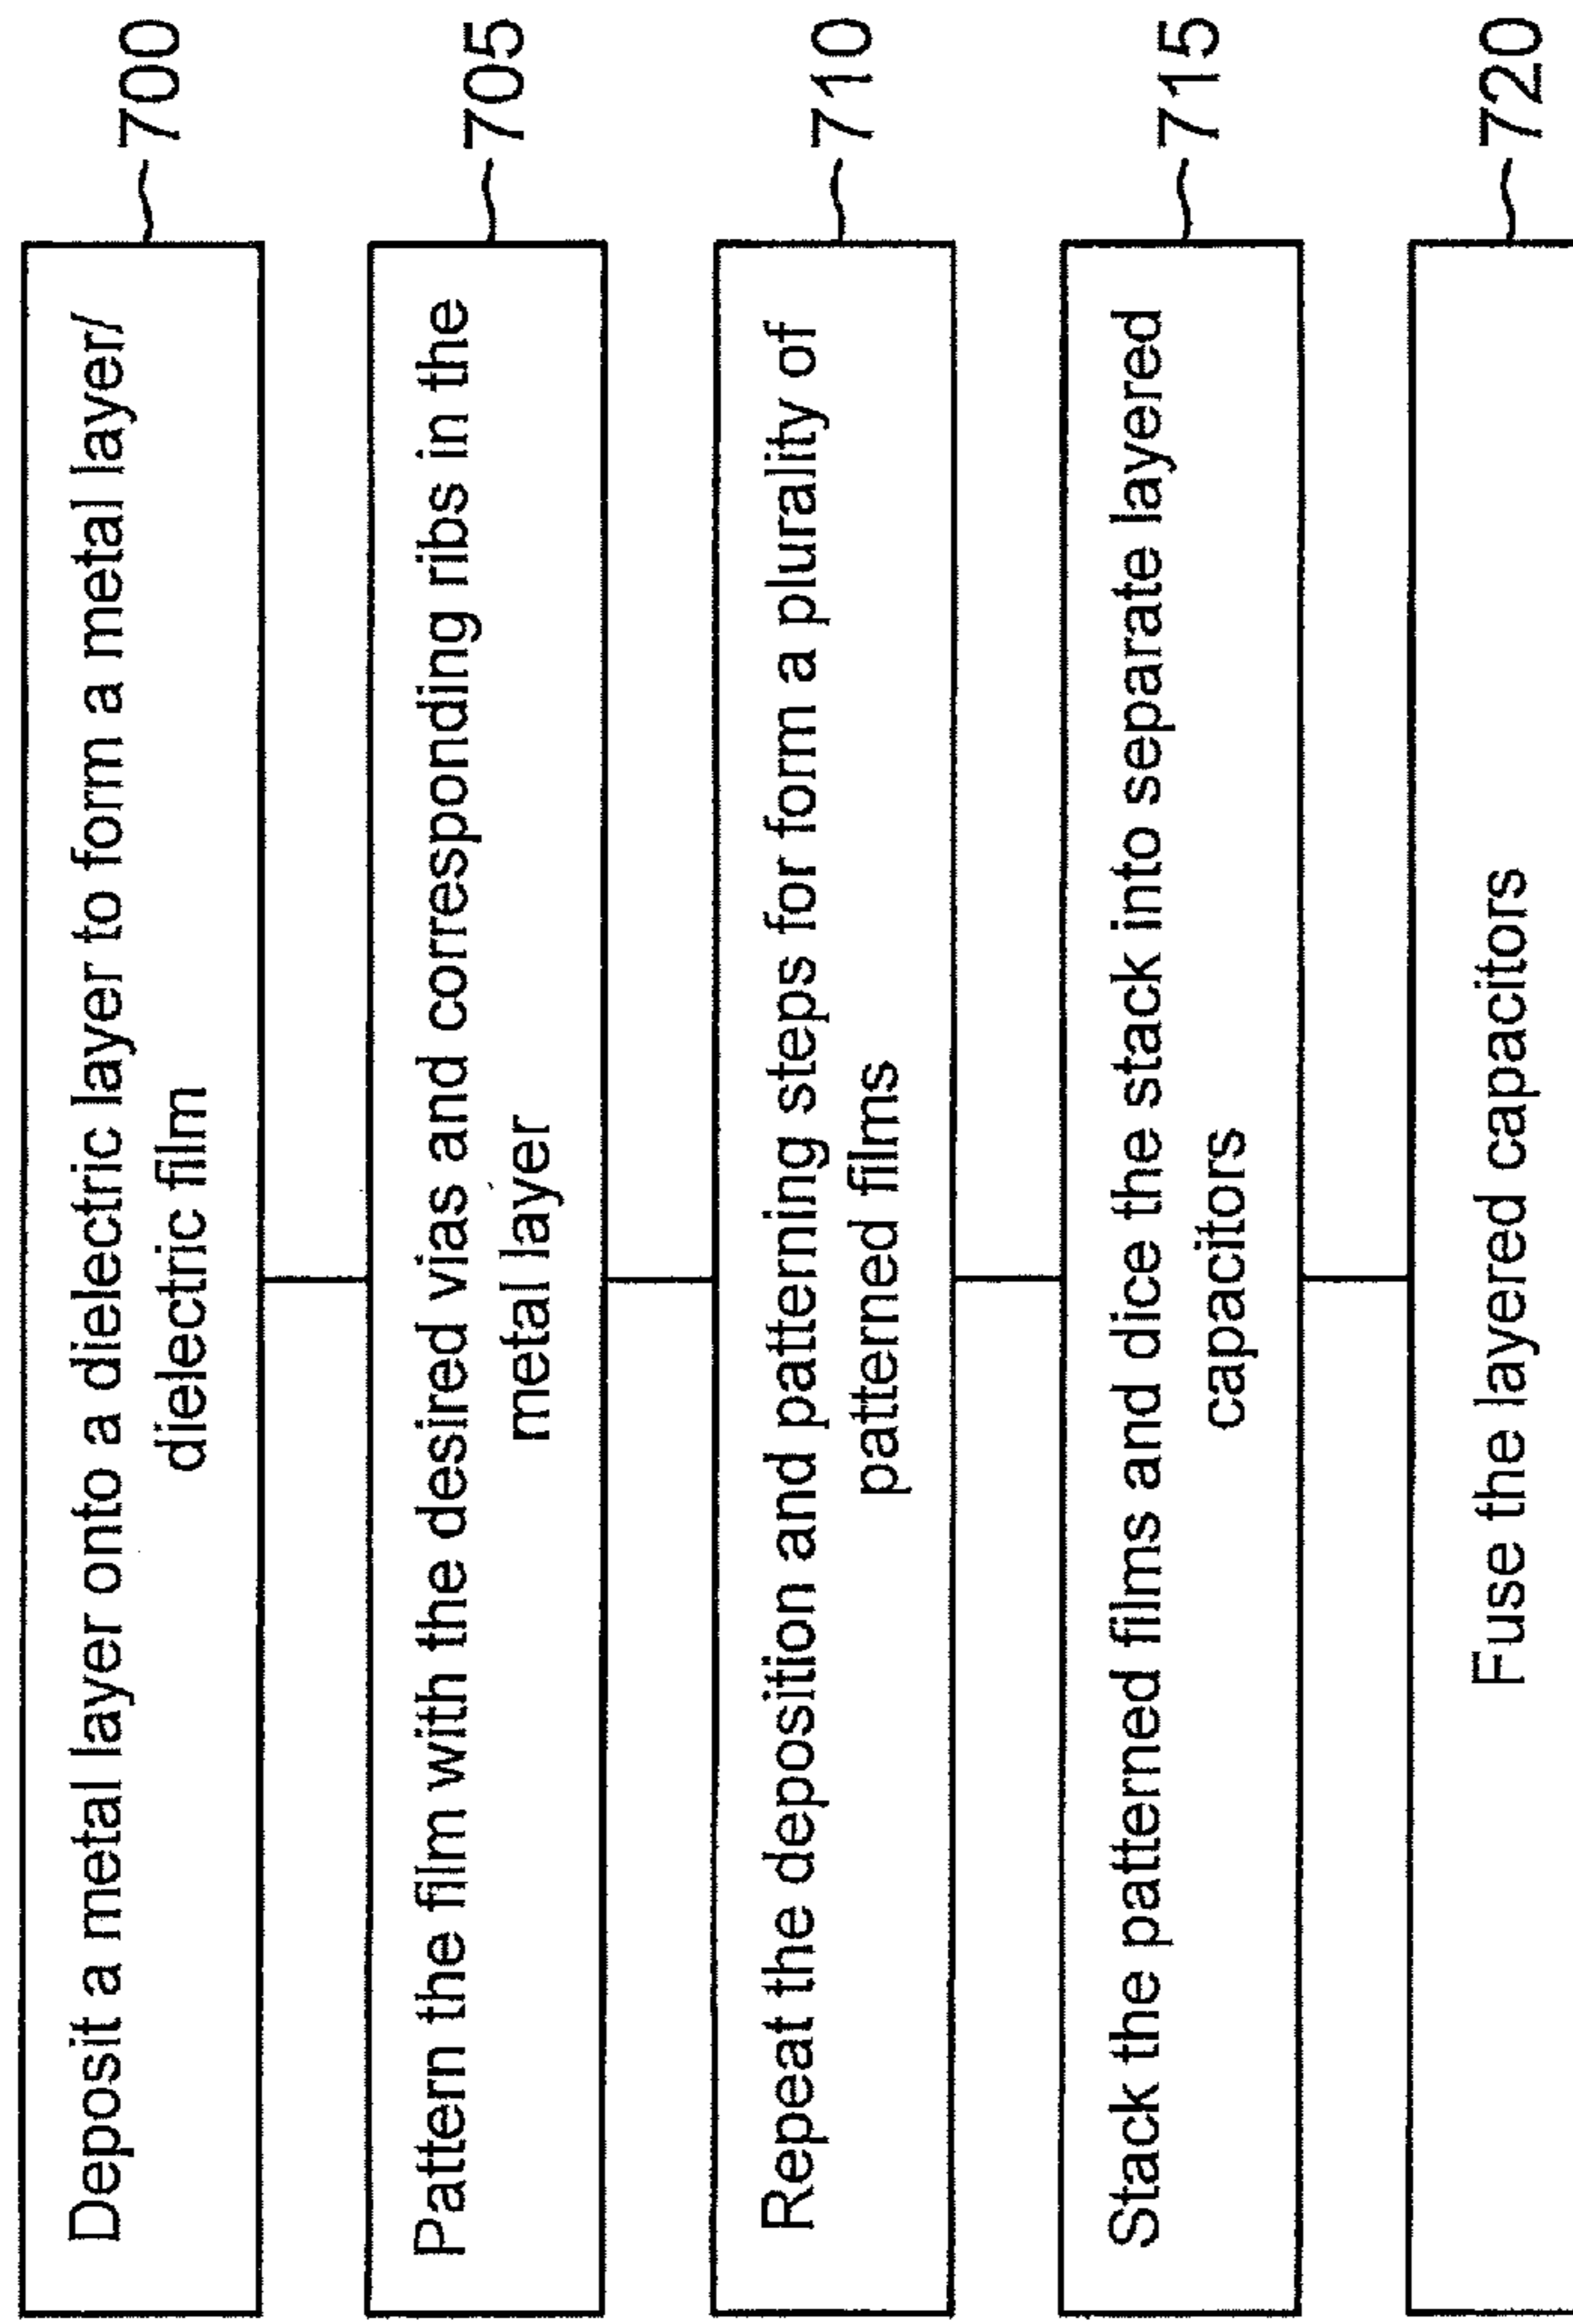 Deposit a metal layer onto a dielectric layer to form a metal layer/
dielectric film
700
Pattern the film with the desired vias and corresponding ribs in the
metal layer
705
Repeat the deposition and patterning steps for form a plurality of
patterned films
710
Stack the patterned films and dice the stack into separate layered
capacitors
715
Fuse the layered capacitors
720